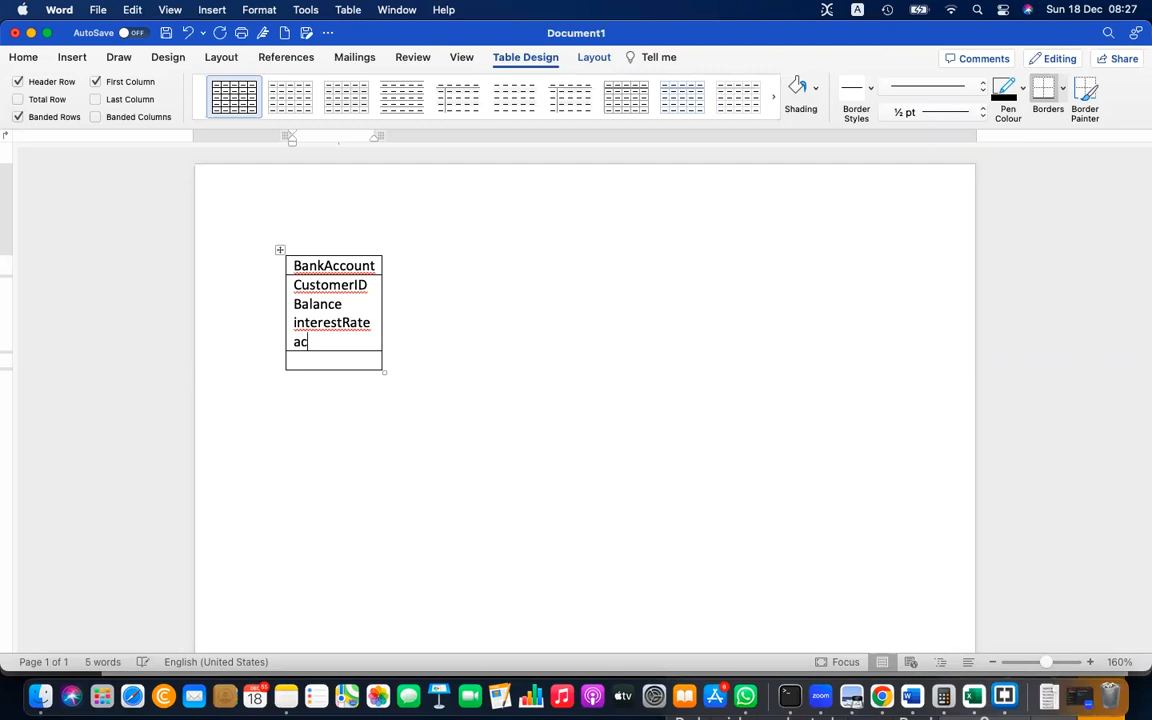 Word File Edit View Insert Format Tools Table Window Help A Sun 18 Dec 08:27
AutoSave OFF Document1
Home Insert Draw Design Layout References Mailings Review View Table Design Layout Tell me Comments Editing Share
Header Row First Column
Total Row Last Column
Banded Rows Banded Columns
Shading
Border Styles
½ pt
Pen Colour
Borders
Border Painter
BankAccount
CustomerID
Balance
interestRate
ac
Page 1 of 1 5 words English (United States) Focus 160%
18 zoom